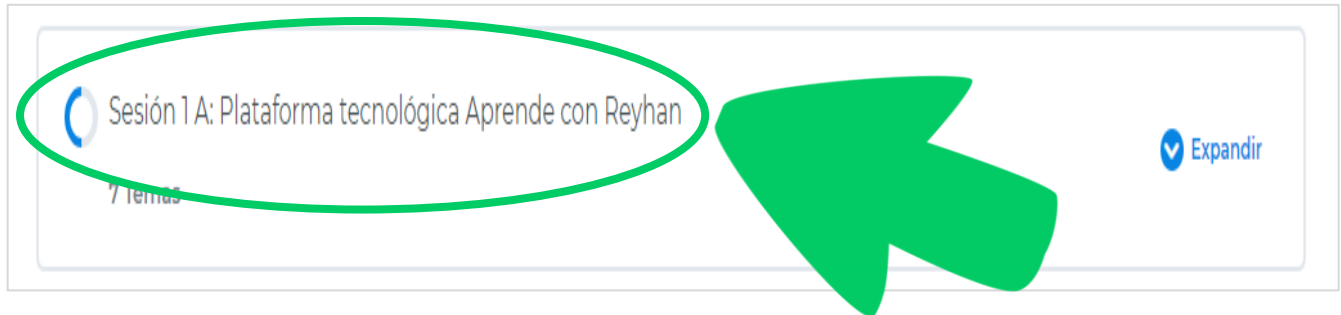 Sesión 1 A: Plataforma tecnológica Aprende con Reyhan
Expandir
7 Temas